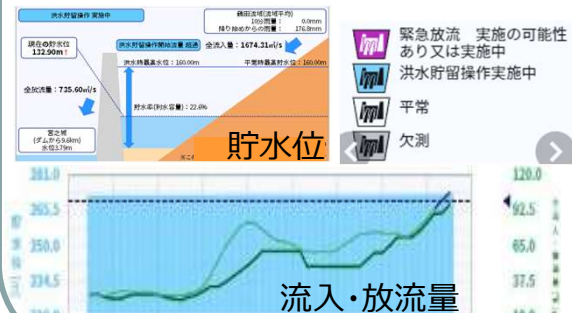 洪水貯留操作 実施中
鶴田流域(流域平均)
10分雨量： 0.0mm
降り始めからの雨量： 176.8mm
現在の貯水位
132.90m↑
洪水貯留操作開始流量 超過
全流入量：1674.31㎥/s
洪水時最高水位：160.00m
平常時最高貯水位：160.00m
全放流量：735.60㎥/s
貯水率(利水容量)：22.6%
宮之城
(ダムから9.6km)
水位3.79m
貯水位
緊急放流 実施の可能性
あり又は実施中
洪水貯留操作実施中
平常
欠測
281.0
265.5
250.0
234.5
120.0
92.5
65.0
37.5
流入・放流量